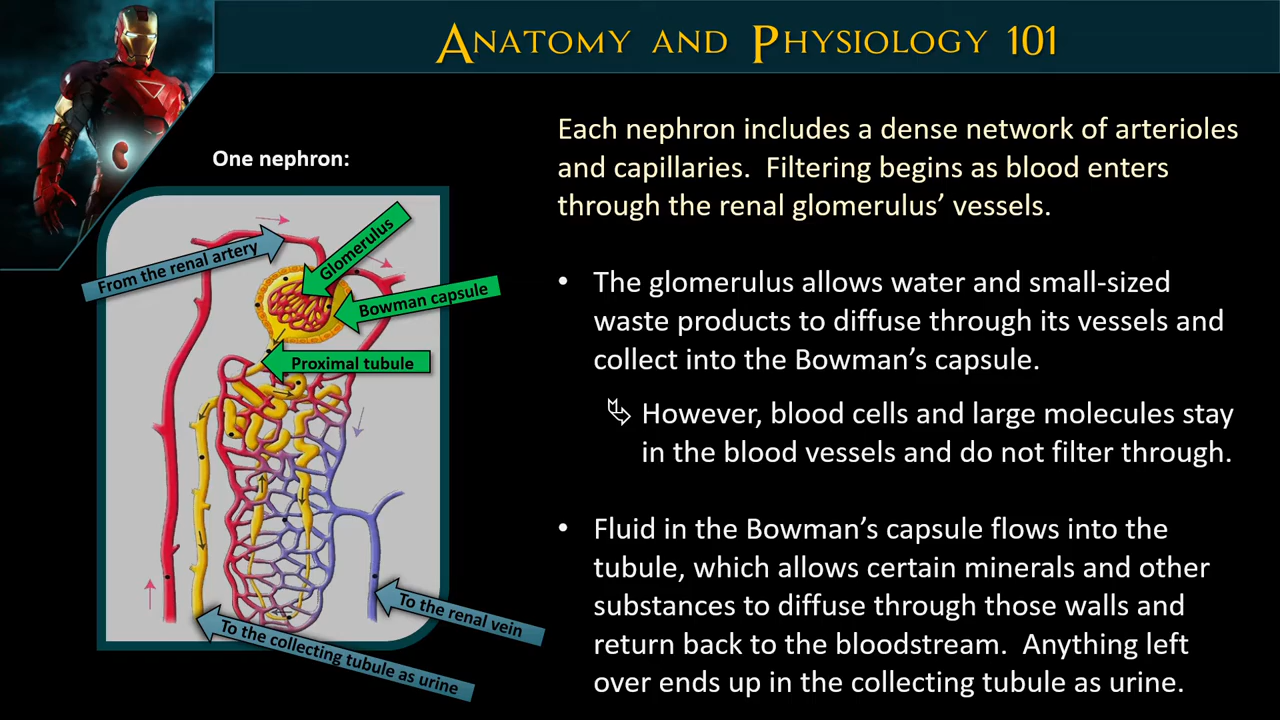 ANATOMY AND PHYSIOLOGY 101
Each nephron includes a dense network of arterioles
and capillaries.  Filtering begins as blood enters
through the renal glomerulus’ vessels.
One nephron:
From the renal artery
Glomerulus
Bowman capsule
Proximal tubule
To the renal vein
To the collecting tubule as urine
• The glomerulus allows water and small-sized
waste products to diffuse through its vessels and
collect into the Bowman’s capsule.
However, blood cells and large molecules stay
in the blood vessels and do not filter through.
• Fluid in the Bowman’s capsule flows into the
tubule, which allows certain minerals and other
substances to diffuse through those walls and
return back to the bloodstream.  Anything left
over ends up in the collecting tubule as urine.